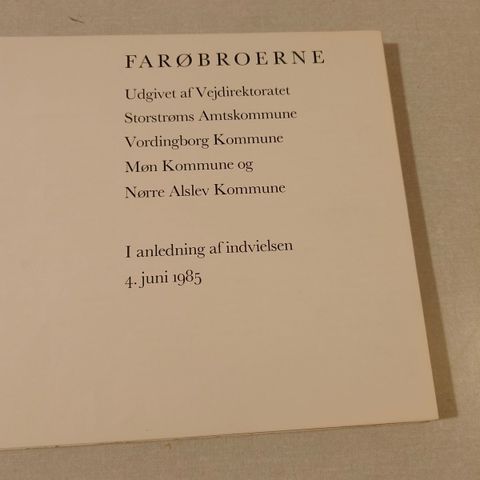 FARØBROERNE
Udgivet af Vejdirektoratet
Storstrøms Amtskommune
Vordingborg Kommune
Møn Kommune og
Nørre Alslev Kommune
I anledning af indvielsen
4. juni 1985